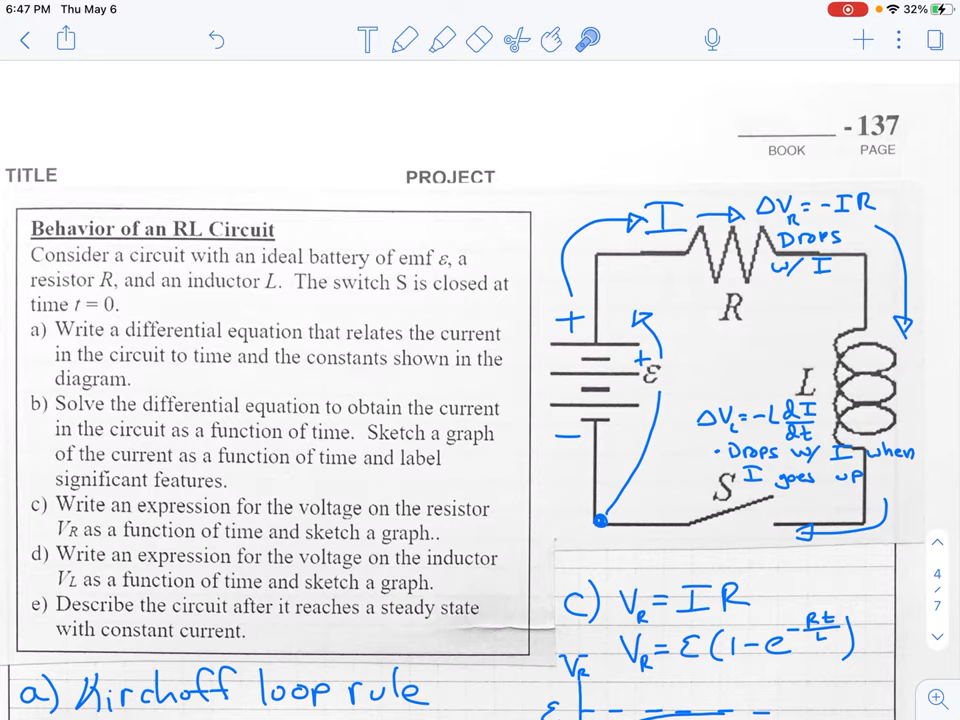 6:47 PM Thu May 6
32%
T
-137
BOOK PAGE
TITLE PROJECT
Behavior of an RL Circuit
Consider a circuit with an ideal battery of emf ε, a
resistor R, and an inductor L. The switch S is closed at
time t = 0.
a) Write a differential equation that relates the current
in the circuit to time and the constants shown in the
diagram.
b) Solve the differential equation to obtain the current
in the circuit as a function of time. Sketch a graph
of the current as a function of time and label
significant features.
c) Write an expression for the voltage on the resistor
VR as a function of time and sketch a graph..
d) Write an expression for the voltage on the inductor
VL as a function of time and sketch a graph.
e) Describe the circuit after it reaches a steady state
with constant current.
I → ΔV_R = -IR
Drops
w/ I
R
+
+
ε
L
ΔV_L = -L dI/dt
-
· Drops w/ I when
I goes up
S
4
/
7
c) V_R = IR
V_R = ε(1-e^{-Rt/L})
V_R
ε
a) Kirchoff loop rule